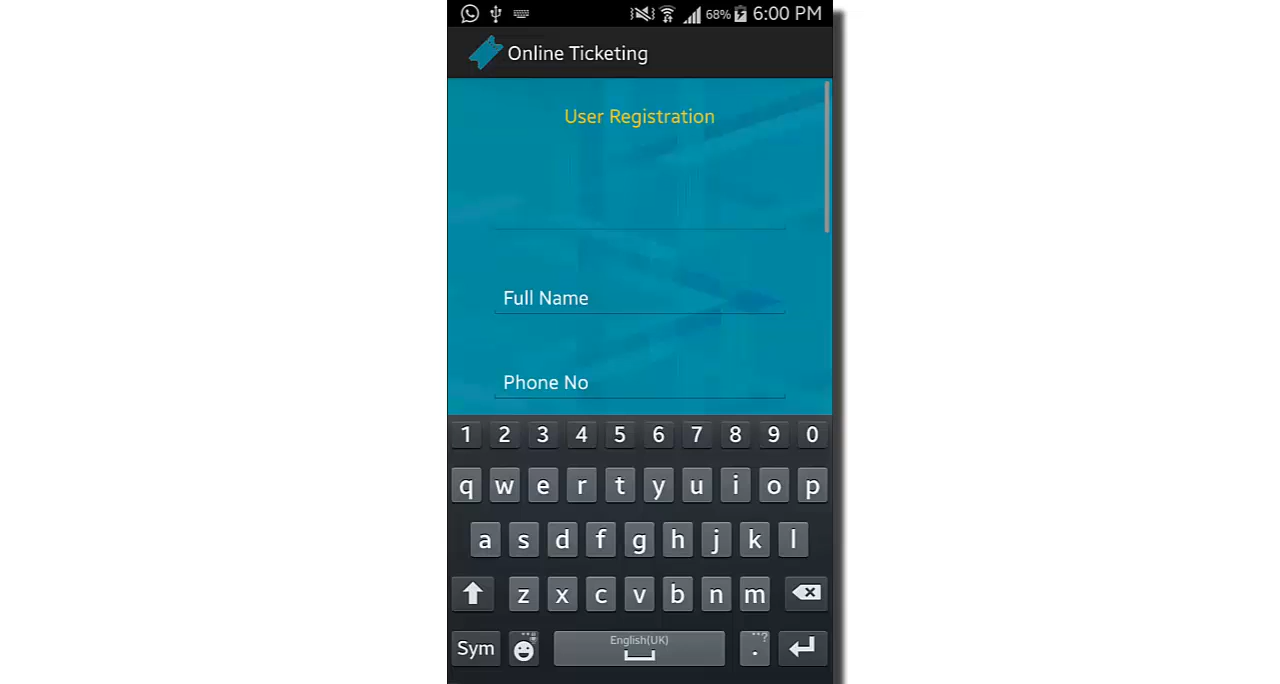 68% 6:00 PM
Online Ticketing
User Registration
Full Name
Phone No
1 2 3 4 5 6 7 8 9 0
q w e r t y u i o p
a s d f g h j k l
z x c v b n m
Sym English(UK) . ?